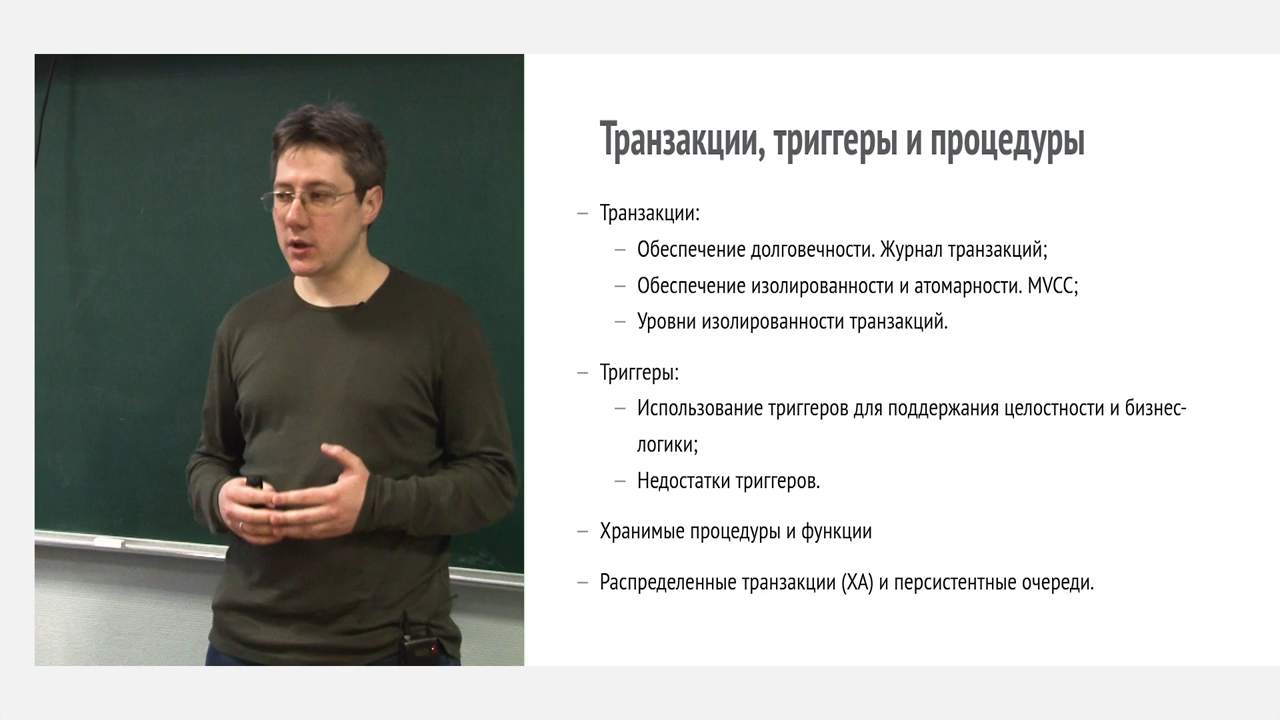 Транзакции, триггеры и процедуры
– Транзакции:
– Обеспечение долговечности. Журнал транзакций;
– Обеспечение изолированности и атомарности. MVCC;
– Уровни изолированности транзакций.
– Триггеры:
– Использование триггеров для поддержания целостности и бизнес-
логики;
– Недостатки триггеров.
– Хранимые процедуры и функции
– Распределенные транзакции (XA) и персистентные очереди.